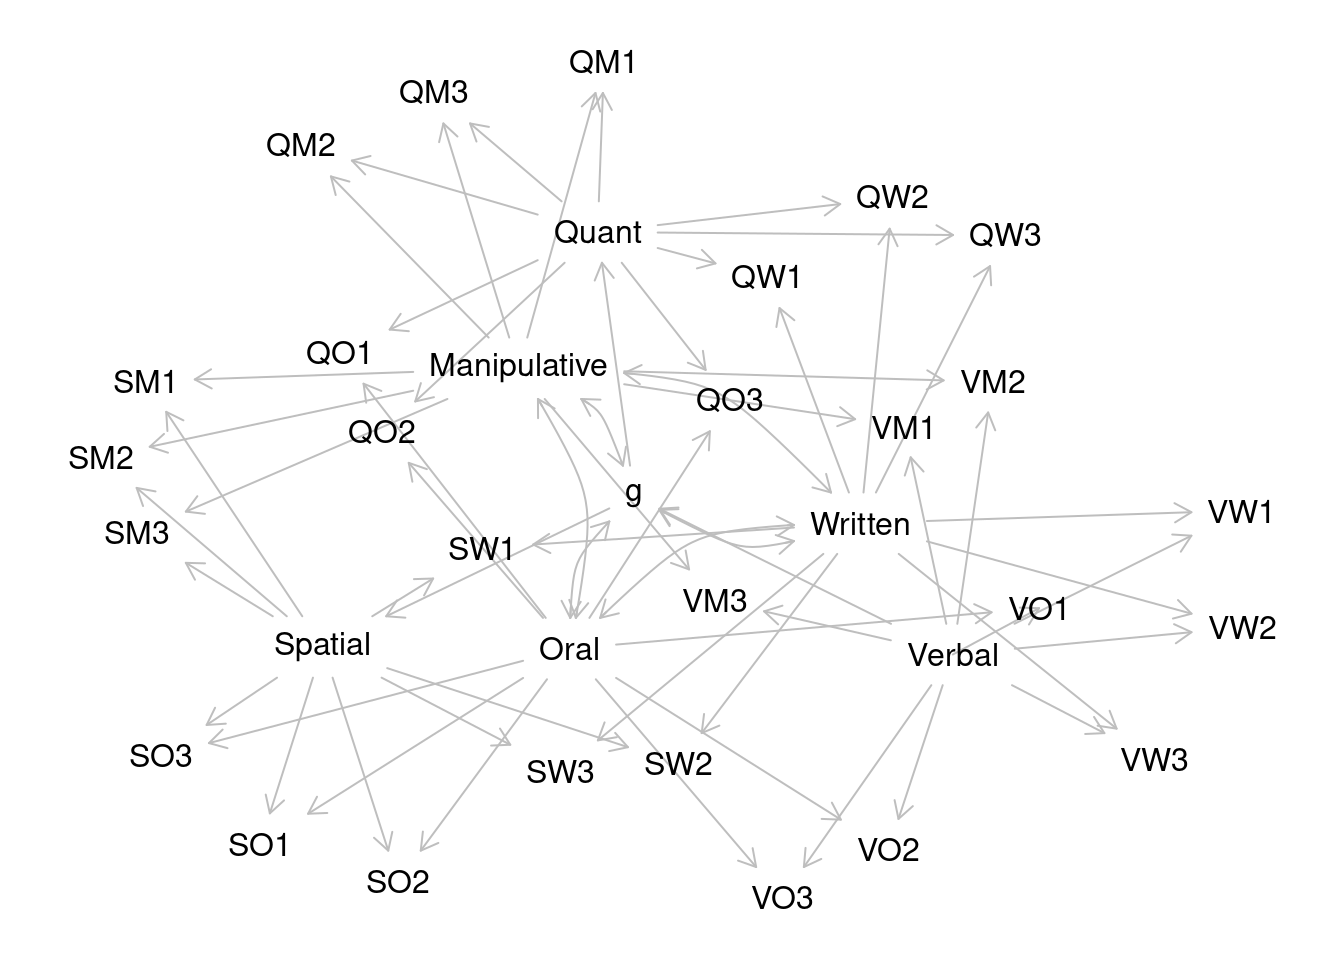 QM1
QM3
QM2
QW2
Quant
QW3
QW1
QO1
Manipulative
SM1
VM2
QO3
QO2
VM1
SM2
g
VW1
Written
SM3
SW1
VM3
VO1
VW2
Spatial
Oral
Verbal
SO3
SW3
SW2
VW3
SO1
VO2
SO2
VO3